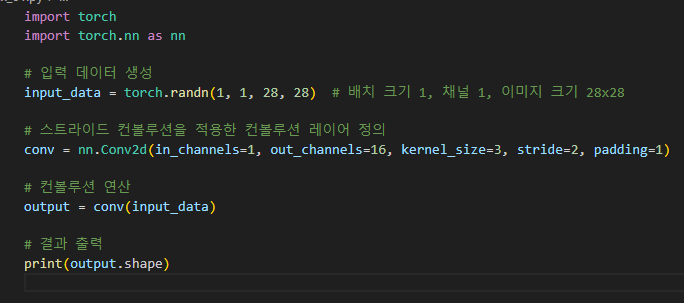 import torch
import torch.nn as nn
# 입력 데이터 생성
input_data = torch.randn(1, 1, 28, 28)  # 배치 크기 1, 채널 1, 이미지 크기 28x28
# 스트라이드 컨볼루션을 적용한 컨볼루션 레이어 정의
conv = nn.Conv2d(in_channels=1, out_channels=16, kernel_size=3, stride=2, padding=1)
# 컨볼루션 연산
output = conv(input_data)
# 결과 출력
print(output.shape)